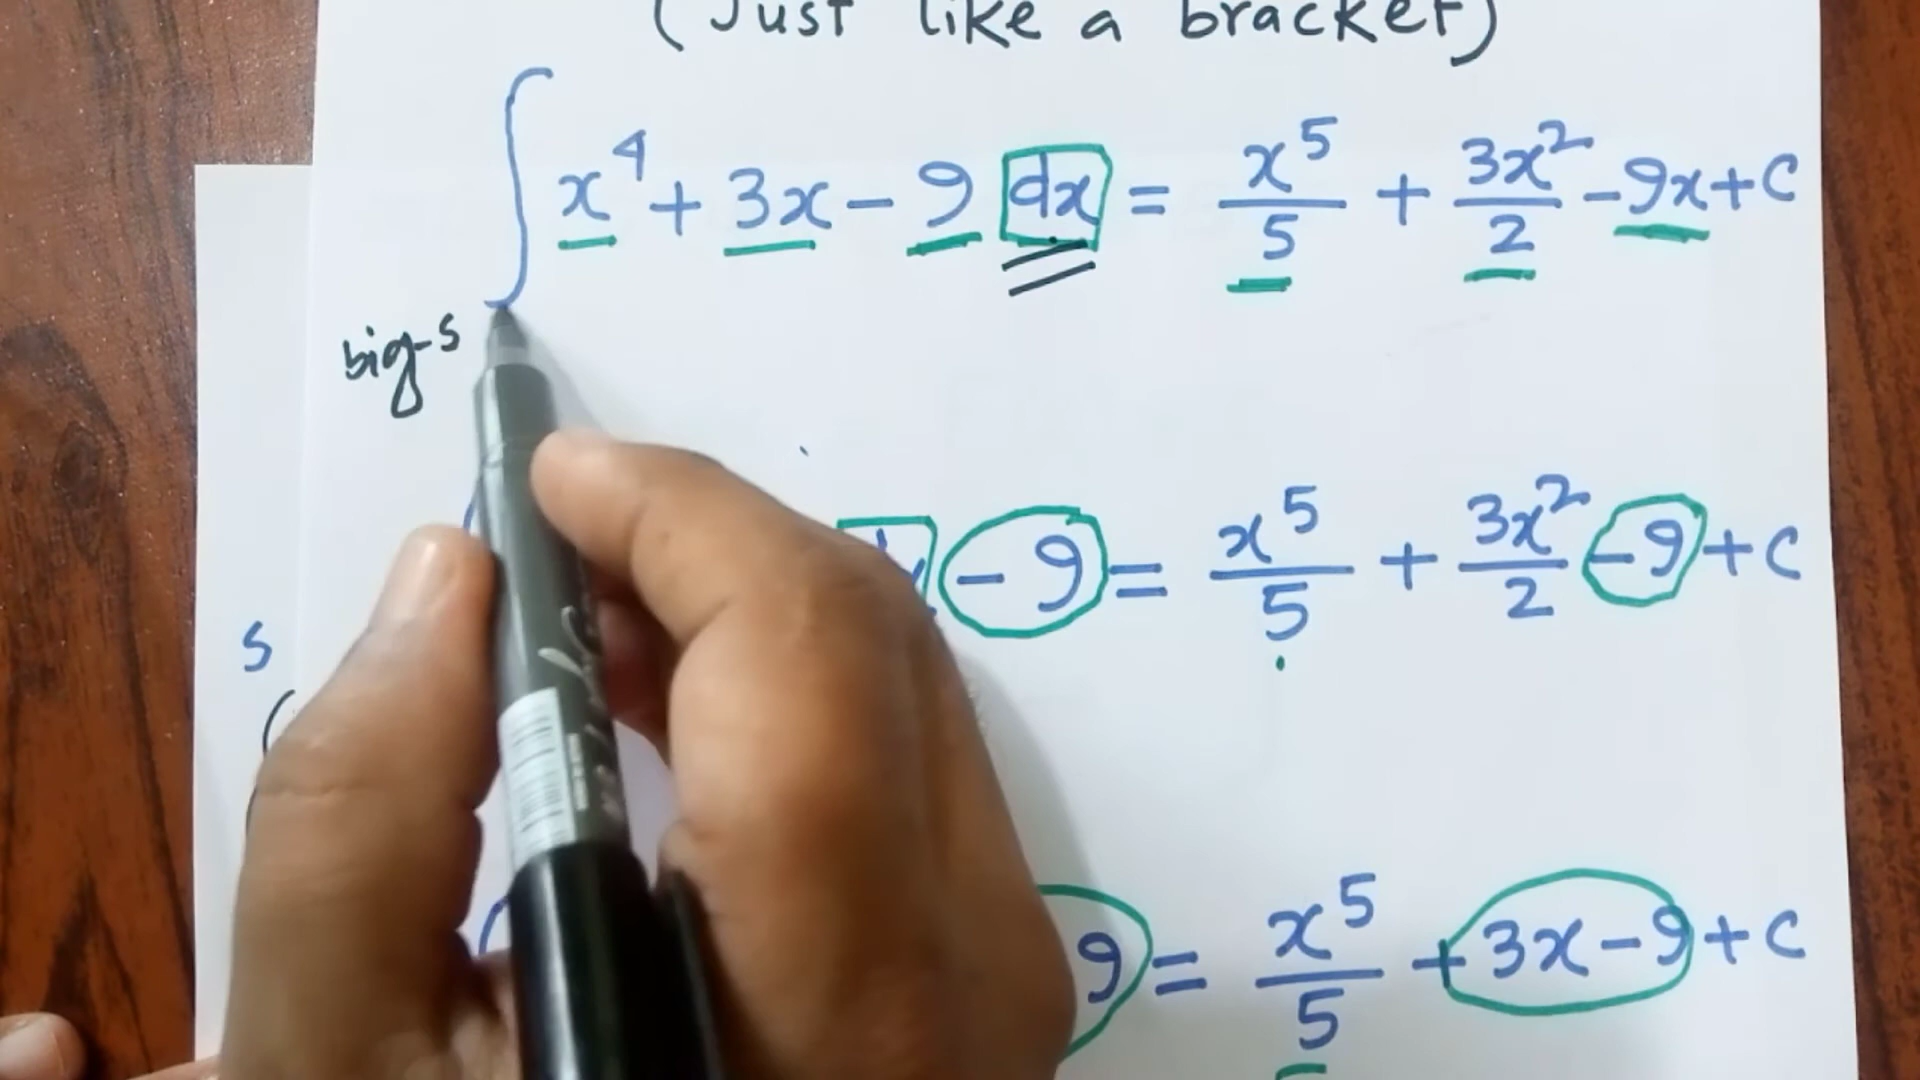 (Just like a bracket)
∫ x⁴ + 3x - 9 dx = x⁵/5 + 3x²/2 - 9x + C
big-s
- 9 = x⁵/5 + 3x²/2 - 9 + C
s
9 = x⁵/5 + 3x - 9 + C